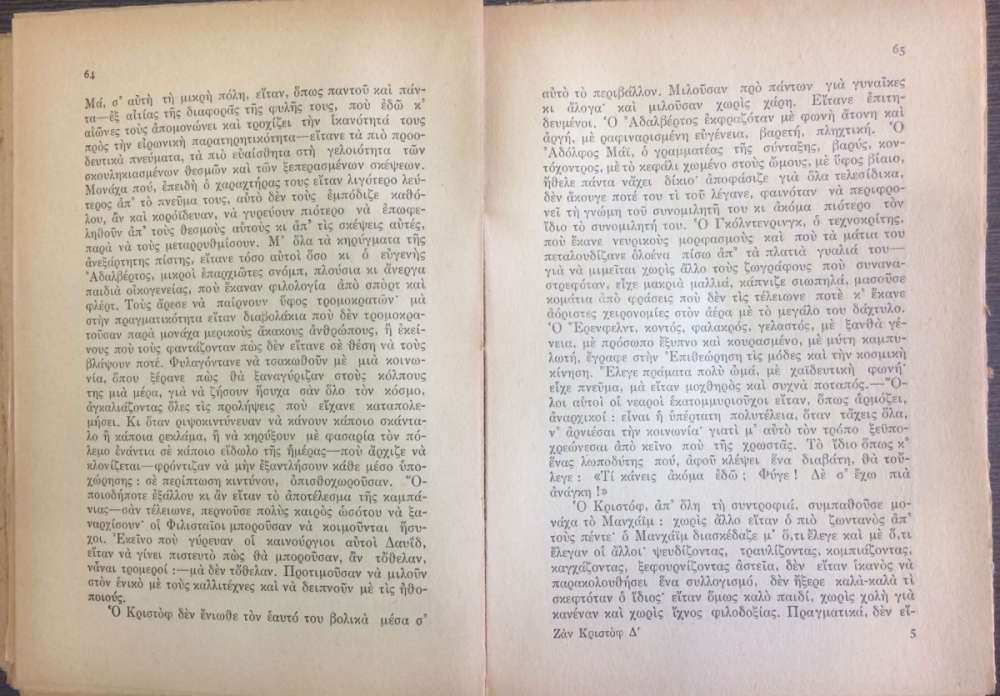 64
Μά, σ' αὐτὴ τὴ μικρὴ πόλη, εἴταν, ὅπως παντοῦ καὶ πάν-
τα—ἐξ αἰτίας τῆς διαφορᾶς τῆς φυλῆς τους, ποὺ ἐδῶ κ'
αἰῶνες τοὺς ἀπομονώνει καὶ τροχίζει τὴν ἱκανότητά τους
πρὸς τὴν εἰρωνικὴ παρατηρητικότητα—εἴτανε τὰ πιὸ προο-
δευτικὰ πνεύματα, τὰ πιὸ εὐαίσθητα στὴ γελοιότητα τῶν
σκουληκιασμένων θεσμῶν καὶ τῶν ξεπερασμένων σκέψεων.
Μονάχα πού, ἐπειδὴ ὁ χαραχτήρας τους εἴταν λιγότερο λεύ-
τερος ἀπ' τὸ πνεῦμα τους, αὐτὸ δὲν τοὺς ἐμπόδιζε καθό-
λου, ἂν καὶ κορόϊδευαν, νὰ γυρεύουν πιότερο νὰ ἐπωφε-
ληθοῦν ἀπ' τοὺς θεσμοὺς αὐτοὺς κι ἀπ' τὶς σκέψεις αὐτές,
παρὰ νὰ τοὺς μεταρρυθμίσουν. Μ' ὅλα τὰ κηρύγματα τῆς
ἀνεξάρτητης πίστης, εἴτανε τόσο αὐτοὶ ὅσο κι ὁ εὐγενὴς
Ἀδαλβέρτος, μικροὶ ἐπαρχιῶτες σνόμπ, πλούσια κι ἄνεργα
παιδιὰ οἰκογενείας, ποὺ ἔκαναν φιλολογία ἀπὸ σπὸρτ καὶ
φλέρτ. Τοὺς ἄρεσε νὰ παίρνουν ὕφος τρομοκρατῶν· μὰ
στὴν πραγματικότητα εἴταν διαβολάκια ποὺ δὲν τρομοκρα-
τοῦσαν παρὰ μονάχα μερικοὺς ἄκακους ἀνθρώπους, ἢ ἐκεί-
νους ποὺ τοὺς φαντάζονταν πὼς δὲν εἴτανε σὲ θέση νὰ τοὺς
βλάψουν ποτέ. Φυλαγόντανε νὰ τσακωθοῦν μὲ μιὰ κοινω-
νία, ὅπου ξέρανε πὼς θὰ ξαναγύριζαν στοὺς κόλπους
της μιὰ μέρα, γιὰ νὰ ζήσουν ἥσυχα σὰν ὅλο τὸν κόσμο,
ἀγκαλιάζοντας ὅλες τὶς προλήψεις ποὺ εἴχανε καταπολε-
μήσει. Κι ὅταν ριψοκιντύνευαν νὰ κάνουν κάποιο σκάντα-
λο ἢ κάποια ρεκλάμα, ἢ νὰ κηρύξουν μὲ φασαρία τὸν πό-
λεμο ἐνάντια σὲ κάποιο εἴδωλο τῆς ἡμέρας—ποὺ ἄρχιζε νὰ
κλονίζεται—φρόντιζαν νὰ μὴν ἐξαντλήσουν κάθε μέσο ὑπο-
χώρησης : σὲ περίπτωση κιντύνου, ὀπισθοχωροῦσαν. Ὁ-
ποιοδήποτε ἐξάλλου κι ἂν εἴταν τὸ ἀποτέλεσμα τῆς καμπά-
νιας—σὰν τέλειωνε, περνοῦσε πολὺς καιρὸς ὡσότου νὰ ξα-
ναρχίσουν· οἱ Φιλισταῖοι μποροῦσαν νὰ κοιμοῦνται ἥσυ-
χοι. Ἐκεῖνο ποὺ γύρευαν οἱ καινούργιοι αὐτοὶ Δαυΐδ,
εἴταν νὰ γίνει πιστευτὸ πὼς θὰ μποροῦσαν, ἂν τὄθελαν,
νἆναι τρομεροί :—μὰ δὲν τὄθελαν. Προτιμοῦσαν νὰ μιλοῦν
στὸν ἑνικὸ μὲ τοὺς καλλιτέχνες καὶ νὰ δειπνοῦν μὲ τὶς ἠθο-
ποιούς.
Ὁ Κριστὸφ δὲν ἔνιωθε τὸν ἑαυτό του βολικὰ μέσα σ'
65
αὐτὸ τὸ περιβάλλον. Μιλοῦσαν πρὸ πάντων γιὰ γυναῖκες
κι ἄλογα· καὶ μιλοῦσαν χωρὶς χάρη. Εἴτανε ἐπιτη-
δευμένοι. Ὁ Ἀδαλβέρτος ἐκφραζόταν μὲ φωνὴ ἄτονη καὶ
ἀργή, μὲ ραφιναρισμένη εὐγένεια, βαρετή, πληχτική. Ὁ
Ἀδόλφος Μάϊ, ὁ γραμματέας τῆς σύνταξης, βαρύς, κον-
τόχοντρος, μὲ τὸ κεφάλι χωμένο στοὺς ὤμους, μὲ ὕφος βίαιο,
ἤθελε πάντα νἄχει δίκιο· ἀποφάσιζε γιὰ ὅλα τελεσίδικα,
δὲν ἄκουγε ποτέ του τί τοῦ λέγανε, φαινόταν νὰ περιφρο-
νεῖ τὴ γνώμη τοῦ συνομιλητῆ του κι ἀκόμα πιότερο τὸν
ἴδιο τὸ συνομιλητή του. Ὁ Γκόλντενρινγκ, ὁ τεχνοκρίτης,
ποὺ ἔκανε νευρικοὺς μορφασμοὺς καὶ ποὺ τὰ μάτια του
πεταλουδίζανε ὁλοένα πίσω ἀπ' τὰ πλατιὰ γυαλιά του—
γιὰ νὰ μιμεῖται χωρὶς ἄλλο τοὺς ζωγράφους ποὺ συνανα-
στρεφόταν, εἶχε μακριὰ μαλλιά, κάπνιζε σιωπηλά, μασοῦσε
κομάτια ἀπὸ φράσεις ποὺ δὲν τὶς τέλειωνε ποτὲ κ' ἔκανε
ἀόριστες χειρονομίες στὸν ἀέρα μὲ τὸ μεγάλο του δάχτυλο.
Ὁ Ἔρενφελντ, κοντός, φαλακρός, γελαστός, μὲ ξανθὰ γέ-
νεια, μὲ πρόσωπο ἔξυπνο καὶ κουρασμένο, μὲ μύτη καμπυ-
λωτή, ἔγραφε στὴν Ἐπιθεώρηση τὶς μόδες καὶ τὴν κοσμικὴ
κίνηση. Ἔλεγε πράματα πολὺ ὠμά, μὲ χαϊδευτικὴ φωνή·
εἶχε πνεῦμα, μὰ εἴταν μοχθηρὸς καὶ συχνὰ ποταπός.—Ὅ-
λοι αὐτοὶ οἱ νεαροὶ ἑκατομμυριοῦχοι εἴταν, ὅπως ἁρμόζει,
ἀναρχικοί : εἶναι ἡ ὑπέρτατη πολυτέλεια, ὅταν τἄχεις ὅλα,
ν' ἀρνιέσαι τὴν κοινωνία· γιατὶ μ' αὐτὸ τὸν τρόπο ξεϋπο-
χρεώνεσαι ἀπὸ κεῖνο ποὺ τῆς χρωστᾶς. Τὸ ἴδιο ὅπως κ'
ἕνας λωποδύτης πού, ἀφοῦ κλέψει ἕνα διαβάτη, θὰ τοὔ-
λεγε : «Τί κάνεις ἀκόμα ἐδῶ ; Φύγε ! Δὲ σ' ἔχω πιὰ
ἀνάγκη !»
Ὁ Κριστόφ, ἀπ' ὅλη τὴ συντροφιά, συμπαθοῦσε μο-
νάχα τὸ Μανχάϊμ : χωρὶς ἄλλο εἴταν ὁ πιὸ ζωντανὸς ἀπ'
τοὺς πέντε· ὁ Μανχάϊμ διασκέδαζε μ' ὅ,τι ἔλεγε καὶ μὲ ὅ,τι
ἔλεγαν οἱ ἄλλοι· ψευδίζοντας, τραυλίζοντας, κομπιάζοντας,
καγχάζοντας, ξεφουρνίζοντας ἀστεῖα, δὲν εἴταν ἱκανὸς νὰ
παρακολουθήσει ἕνα συλλογισμό, δὲν ἤξερε καλὰ-καλὰ τί
σκεφτόταν ὁ ἴδιος· εἴταν ὅμως καλὸ παιδί, χωρὶς χολὴ γιὰ
κανέναν καὶ χωρὶς ἴχνος φιλοδοξίας. Πραγματικά, δὲν εἴ-
Ζὰν Κριστὸφ Δ' 5